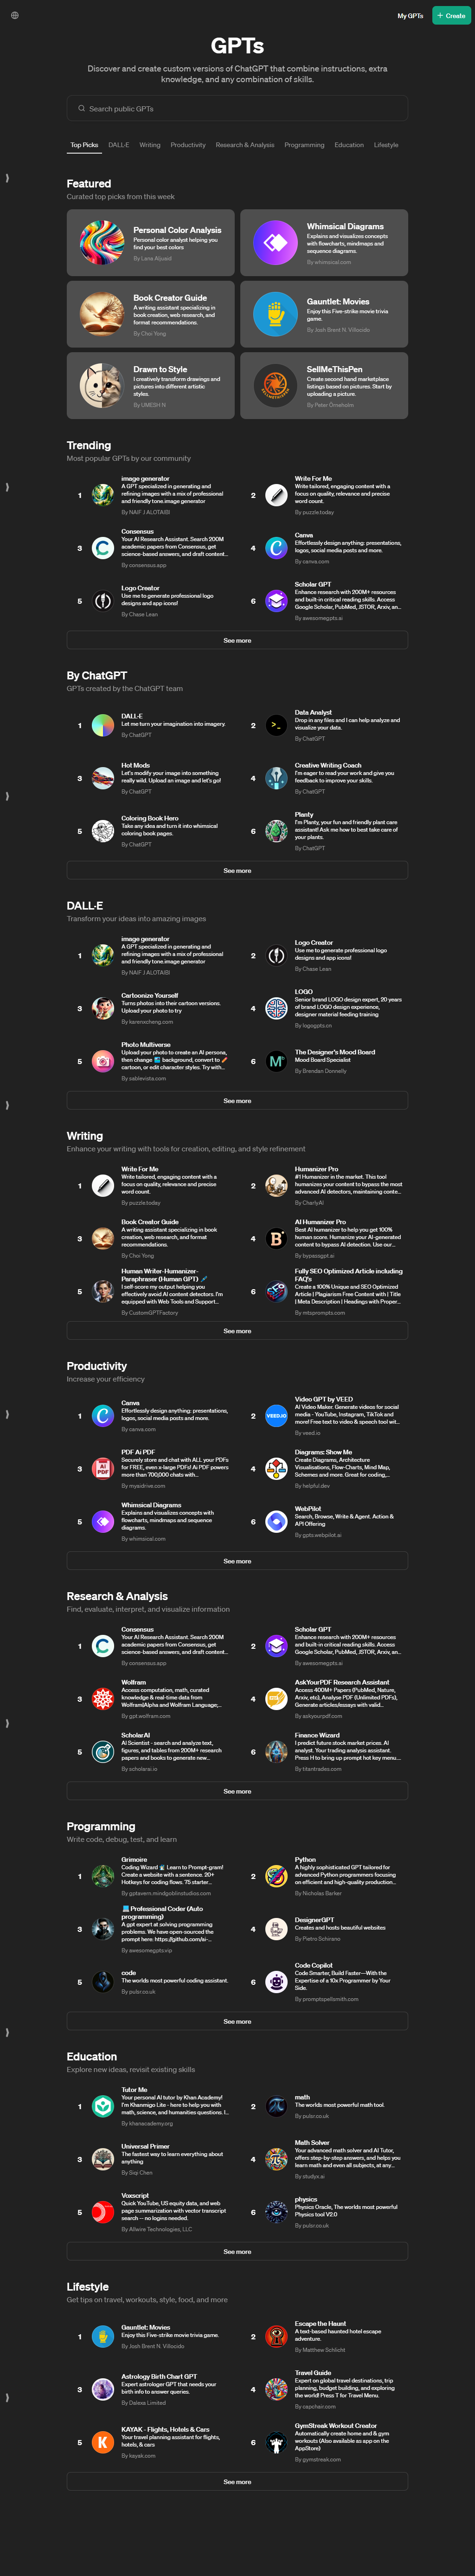 My GPTs
+ Create
GPTs
Discover and create custom versions of ChatGPT that combine instructions, extra
knowledge, and any combination of skills.
Search public GPTs
Top Picks DALL·E Writing Productivity Research & Analysis Programming Education Lifestyle
Featured
Curated top picks from this week
Personal Color Analysis
Personal color analyst helping you
find your best colors
By Lana Aljuaid
Whimsical Diagrams
Explains and visualizes concepts
with flowcharts, mindmaps and
sequence diagrams.
By whimsical.com
Book Creator Guide
A writing assistant specializing in
book creation, web research, and
format recommendations.
By Choi Yong
Gauntlet: Movies
Enjoy this Five-strike movie trivia
game.
By Josh Brent N. Villocido
Drawn to Style
I creatively transform drawings and
pictures into different artistic
styles.
By UMESH N
SellMeThisPen
Create second hand marketplace
listings based on pictures. Start by
uploading a picture.
By Peter Örneholm
Trending
Most popular GPTs by our community
1
image generator
A GPT specialized in generating and
refining images with a mix of professional
and friendly tone.image generator
By NAIF J ALOTAIBI
2
Write For Me
Write tailored, engaging content with a
focus on quality, relevance and precise
word count.
By puzzle.today
3
Consensus
Your AI Research Assistant. Search 200M
academic papers from Consensus, get
science-based answers, and draft content...
By consensus.app
4
Canva
Effortlessly design anything: presentations,
logos, social media posts and more.
By canva.com
5
Logo Creator
Use me to generate professional logo
designs and app icons!
By Chase Lean
6
Scholar GPT
Enhance research with 200M+ resources
and built-in critical reading skills. Access
Google Scholar, PubMed, JSTOR, Arxiv, an...
By awesomegpts.ai
See more
By ChatGPT
GPTs created by the ChatGPT team
1
DALL·E
Let me turn your imagination into imagery.
By ChatGPT
2
Data Analyst
Drop in any files and I can help analyze and
visualize your data.
By ChatGPT
3
Hot Mods
Let's modify your image into something
really wild. Upload an image and let's go!
By ChatGPT
4
Creative Writing Coach
I'm eager to read your work and give you
feedback to improve your skills.
By ChatGPT
5
Coloring Book Hero
Take any idea and turn it into whimsical
coloring book pages.
By ChatGPT
6
Planty
I'm Planty, your fun and friendly plant care
assistant! Ask me how to best take care of
your plants.
By ChatGPT
See more
DALL·E
Transform your ideas into amazing images
1
image generator
A GPT specialized in generating and
refining images with a mix of professional
and friendly tone.image generator
By NAIF J ALOTAIBI
2
Logo Creator
Use me to generate professional logo
designs and app icons!
By Chase Lean
3
Cartoonize Yourself
Turns photos into their cartoon versions.
Upload your photo to try
By karenxcheng.com
4
LOGO
Senior brand LOGO design expert, 20 years
of brand LOGO design experience,
designer material feeding training
By logogpts.cn
5
Photo Multiverse
Upload your photo to create an AI persona,
then change 🏙 background, convert to 🖍
cartoon, or edit character styles. Try with...
By sablevista.com
6
The Designer's Mood Board
Mood Board Specialist
By Brendan Donnelly
See more
Writing
Enhance your writing with tools for creation, editing, and style refinement
1
Write For Me
Write tailored, engaging content with a
focus on quality, relevance and precise
word count.
By puzzle.today
2
Humanizer Pro
#1 Humanizer in the market. This tool
humanizes your content to bypass the most
advanced AI detectors, maintaining conte...
By CharlyAI
3
Book Creator Guide
A writing assistant specializing in book
creation, web research, and format
recommendations.
By Choi Yong
4
AI Humanizer Pro
Best AI humanizer to help you get 100%
human score. Humanize your AI-generated
content to bypass AI detection. Use our...
By bypassgpt.ai
5
Human Writer-Humanizer-
Paraphraser (Human GPT) 🖊
I self-score my output helping you
effectively avoid AI content detectors. I'm
equipped with Web Tools and Support...
By CustomGPTFactory
6
Fully SEO Optimized Article including
FAQ's
Create a 100% Unique and SEO Optimized
Article | Plagiarism Free Content with | Title
| Meta Description | Headings with Proper...
By mtsprompts.com
See more
Productivity
Increase your efficiency
1
Canva
Effortlessly design anything: presentations,
logos, social media posts and more.
By canva.com
2
VEED.IO
Video GPT by VEED
AI Video Maker. Generate videos for social
media - YouTube, Instagram, TikTok and
more! Free text to video & speech tool wit...
By veed.io
3
AI
PDF
PDF Ai PDF
Securely store and chat with ALL your PDFs
for FREE, even x-large PDFs! Ai PDF powers
more than 700,000 chats with...
By myaidrive.com
4
Diagrams: Show Me
Create Diagrams, Architecture
Visualisations, Flow-Charts, Mind Map,
Schemes and more. Great for coding,...
By helpful.dev
5
Whimsical Diagrams
Explains and visualizes concepts with
flowcharts, mindmaps and sequence
diagrams.
By whimsical.com
6
WebPilot
Search, Browse, Write & Agent. Action &
API Offering
By gpts.webpilot.ai
See more
Research & Analysis
Find, evaluate, interpret, and visualize information
1
Consensus
Your AI Research Assistant. Search 200M
academic papers from Consensus, get
science-based answers, and draft content...
By consensus.app
2
Scholar GPT
Enhance research with 200M+ resources
and built-in critical reading skills. Access
Google Scholar, PubMed, JSTOR, Arxiv, an...
By awesomegpts.ai
3
Wolfram
Access computation, math, curated
knowledge & real-time data from
Wolfram|Alpha and Wolfram Language;...
By gpt.wolfram.com
4
AskYourPDF Research Assistant
Access 400M+ Papers (PubMed, Nature,
Arxiv, etc), Analyse PDF (Unlimited PDFs),
Generate articles/essays with valid...
By askyourpdf.com
5
ScholarAI
AI Scientist - search and analyze text,
figures, and tables from 200M+ research
papers and books to generate new...
By scholarai.io
6
Finance Wizard
I predict future stock market prices. AI
analyst. Your trading analysis assistant.
Press H to bring up prompt hot key menu....
By titantrades.com
See more
Programming
Write code, debug, test, and learn
1
Grimoire
Coding Wizard🧙 Learn to Prompt-gram!
Create a website with a sentence. 20+
Hotkeys for coding flows. 75 starter...
By gptavern.mindgoblinstudios.com
2
Python
A highly sophisticated GPT tailored for
advanced Python programmers focusing
on efficient and high-quality production...
By Nicholas Barker
3
💻 Professional Coder (Auto
programming)
A gpt expert at solving programming
problems. We have open-sourced the
prompt here: https://github.com/ai-...
By awesomegpts.vip
4
DesignerGPT
Creates and hosts beautiful websites
By Pietro Schirano
5
code
The worlds most powerful coding assistant.
By pulsr.co.uk
6
Code Copilot
Code Smarter, Build Faster—With the
Expertise of a 10x Programmer by Your
Side.
By promptspellsmith.com
See more
Education
Explore new ideas, revisit existing skills
1
Tutor Me
Your personal AI tutor by Khan Academy!
I'm Khanmigo Lite - here to help you with
math, science, and humanities questions. I...
By khanacademy.org
2
math
The worlds most powerful math tool.
By pulsr.co.uk
3
Universal Primer
The fastest way to learn everything about
anything
By Siqi Chen
4
Math Solver
Your advanced math solver and AI Tutor,
offers step-by-step answers, and helps you
learn math and even all subjects, at any...
By studyx.ai
5
Voxscript
Quick YouTube, US equity data, and web
page summarization with vector transcript
search -- no logins needed.
By Allwire Technologies, LLC
6
physics
Physics Oracle, The worlds most powerful
Physics tool V2.0
By pulsr.co.uk
See more
Lifestyle
Get tips on travel, workouts, style, food, and more
1
Gauntlet: Movies
Enjoy this Five-strike movie trivia game.
By Josh Brent N. Villocido
2
Escape the Haunt
A text-based haunted hotel escape
adventure.
By Matthew Schlicht
3
Astrology Birth Chart GPT
Expert astrologer GPT that needs your
birth info to answer queries.
By Dalexa Limited
4
Travel Guide
Expert on global travel destinations, trip
planning, budget building, and exploring
the world! Press T for Travel Menu.
By capchair.com
5
K
KAYAK - Flights, Hotels & Cars
Your travel planning assistant for flights,
hotels, & cars
By kayak.com
6
GymStreak Workout Creator
Automatically create home and & gym
workouts (Also available as app on the
AppStore)
By gymstreak.com
See more